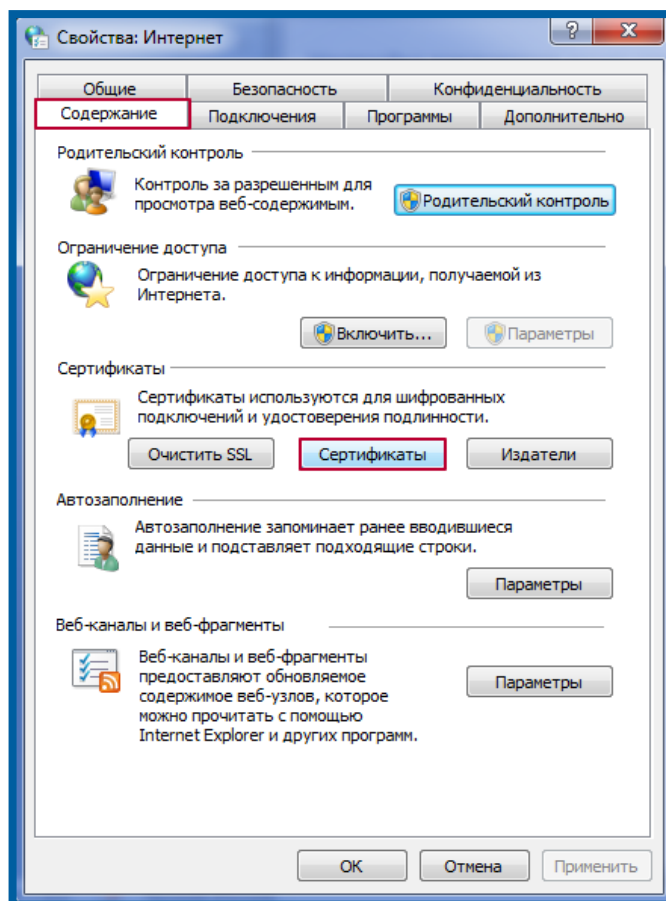 Свойства: Интернет
?
X
Общие
Безопасность
Конфиденциальность
Содержание
Подключения
Программы
Дополнительно
Родительский контроль
Контроль за разрешенным для
просмотра веб-содержимым.
Родительский контроль
Ограничение доступа
Ограничение доступа к информации, получаемой из
Интернета.
Включить...
Параметры
Сертификаты
Сертификаты используются для шифрованных
подключений и удостоверения подлинности.
Очистить SSL
Сертификаты
Издатели
Автозаполнение
Автозаполнение запоминает ранее вводившиеся
данные и подставляет подходящие строки.
Параметры
Веб-каналы и веб-фрагменты
Веб-каналы и веб-фрагменты
предоставляют обновляемое
содержимое веб-узлов, которое
можно прочитать с помощью
Internet Explorer и других программ.
Параметры
ОК
Отмена
Применить